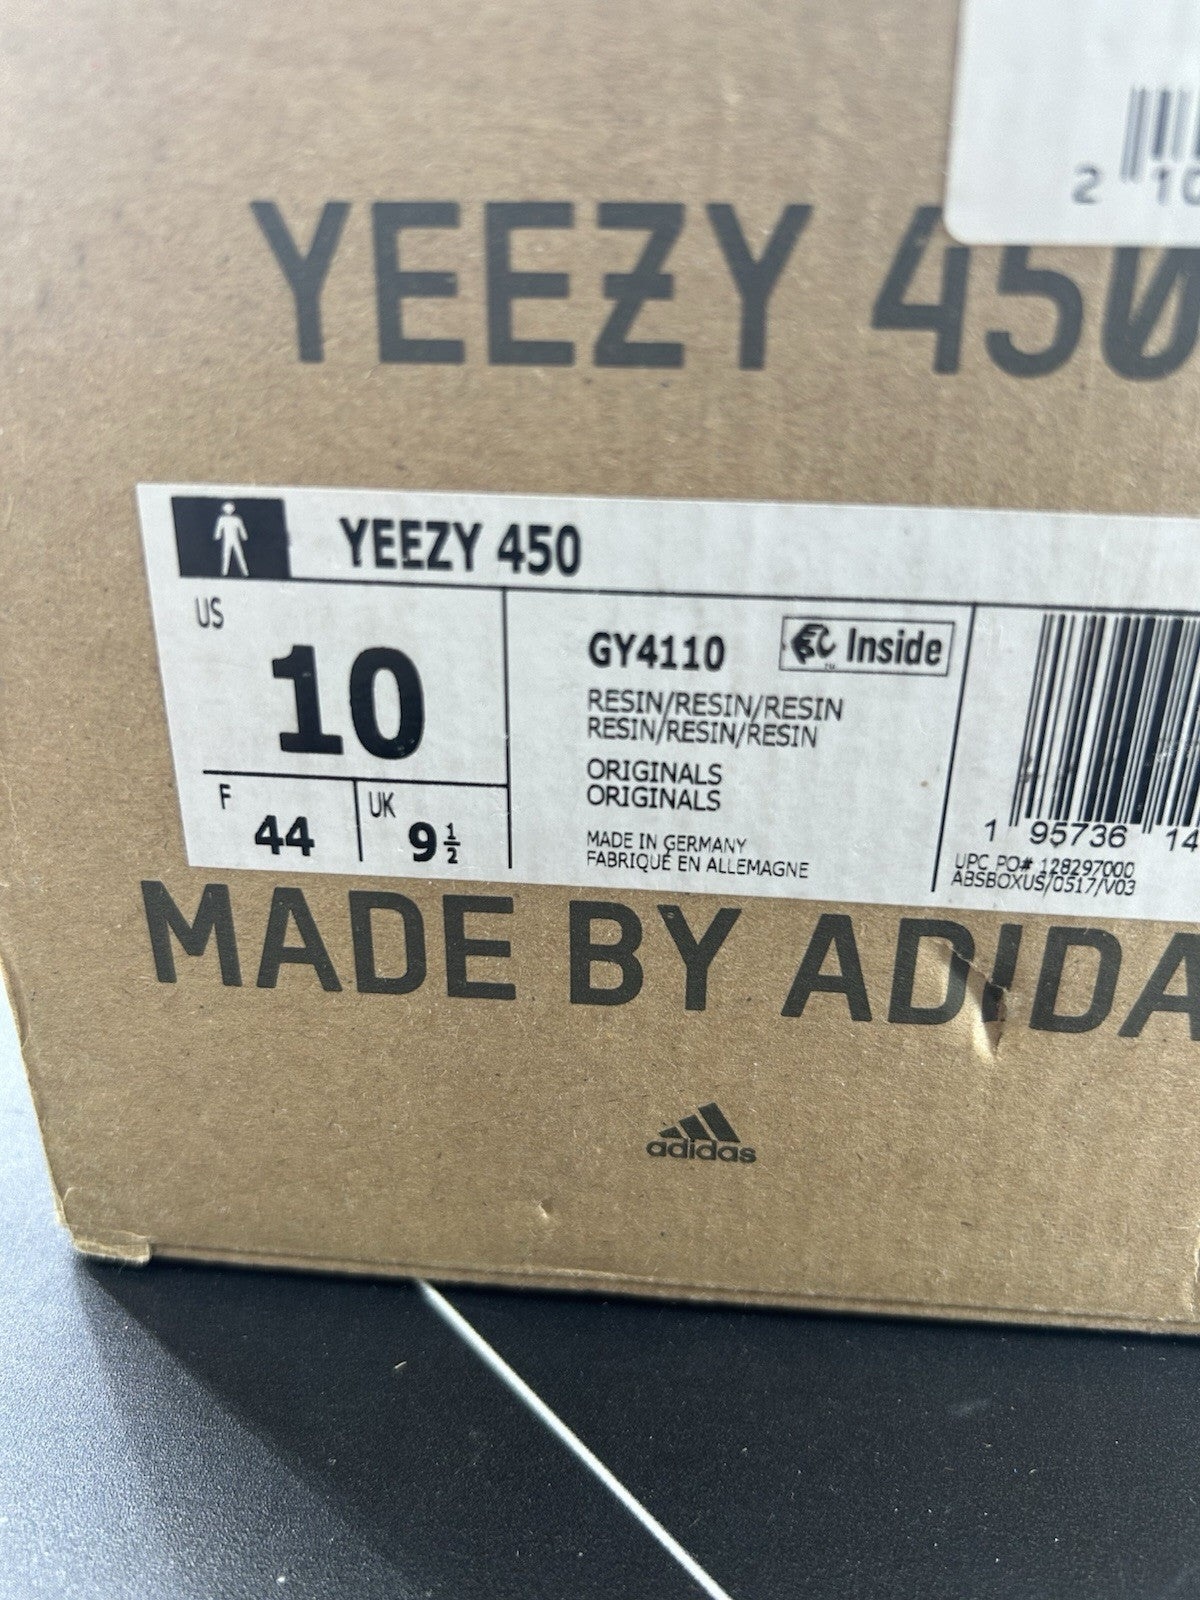 2 10
YEEZY 450
YEEZY 450
US
10
F
44
UK
9 1/2
GY4110
Inside
RESIN/RESIN/RESIN
RESIN/RESIN/RESIN
ORIGINALS
ORIGINALS
MADE IN GERMANY
FABRIQUÉ EN ALLEMAGNE
1 95736 14
UPC PO# 128297000
ABSBOXUS/0517/V03
MADE BY ADIDA
adidas